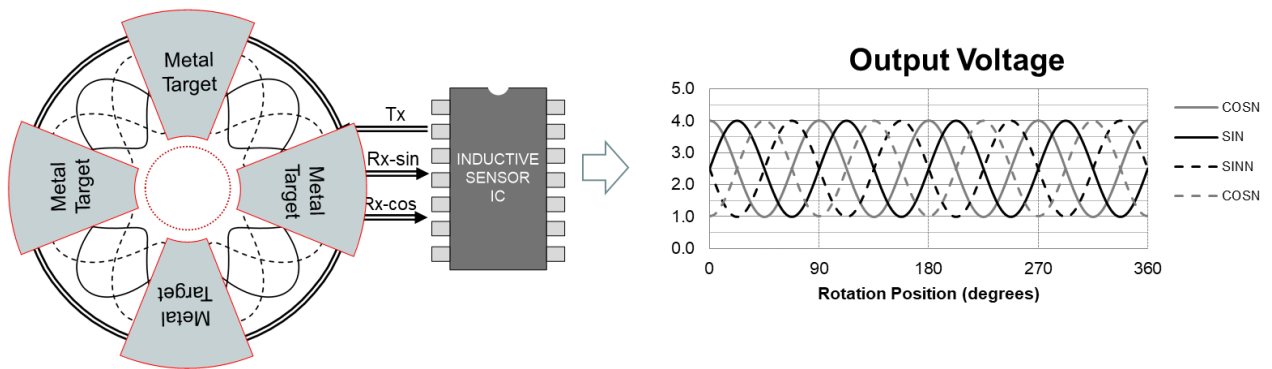 Metal
Target
Metal
Target
Metal
Target
Metal
Target
Tx
Rx-sin
Rx-cos
INDUCTIVE
SENSOR
IC
Output Voltage
5.0
4.0
3.0
2.0
1.0
0.0
0 90 180 270 360
Rotation Position (degrees)
COSN
SIN
SINN
COSN